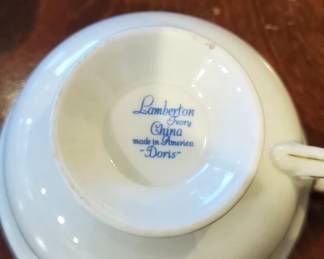 Lamberton
Ivory
China
made in America
-Doris-